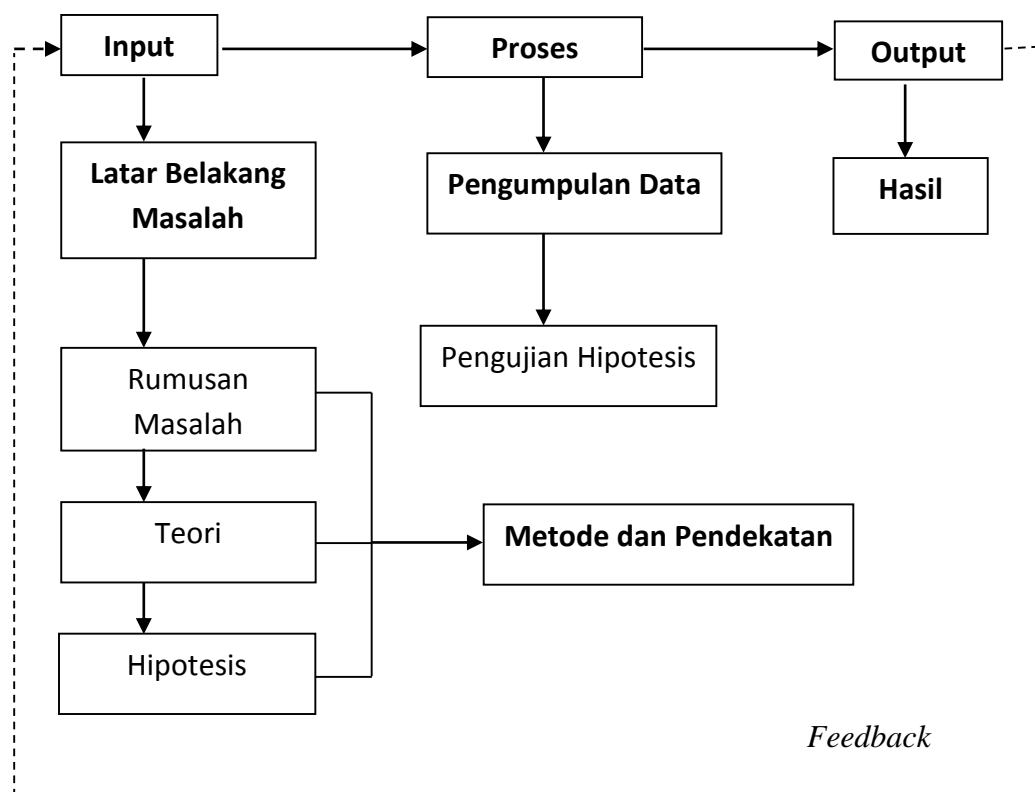 Input
Proses
Output
Latar Belakang
Masalah
Pengumpulan Data
Hasil
Rumusan
Masalah
Pengujian Hipotesis
Teori
Metode dan Pendekatan
Hipotesis
Feedback